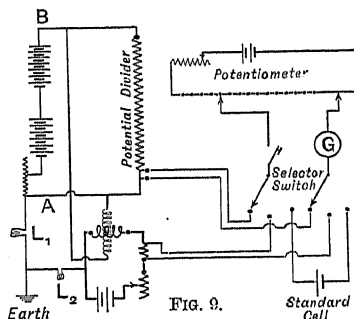 B
Potential Divider
Potentiometer
G
Selector
Switch
A
L1
L2
Earth
FIG. 9.
Standard
Cell